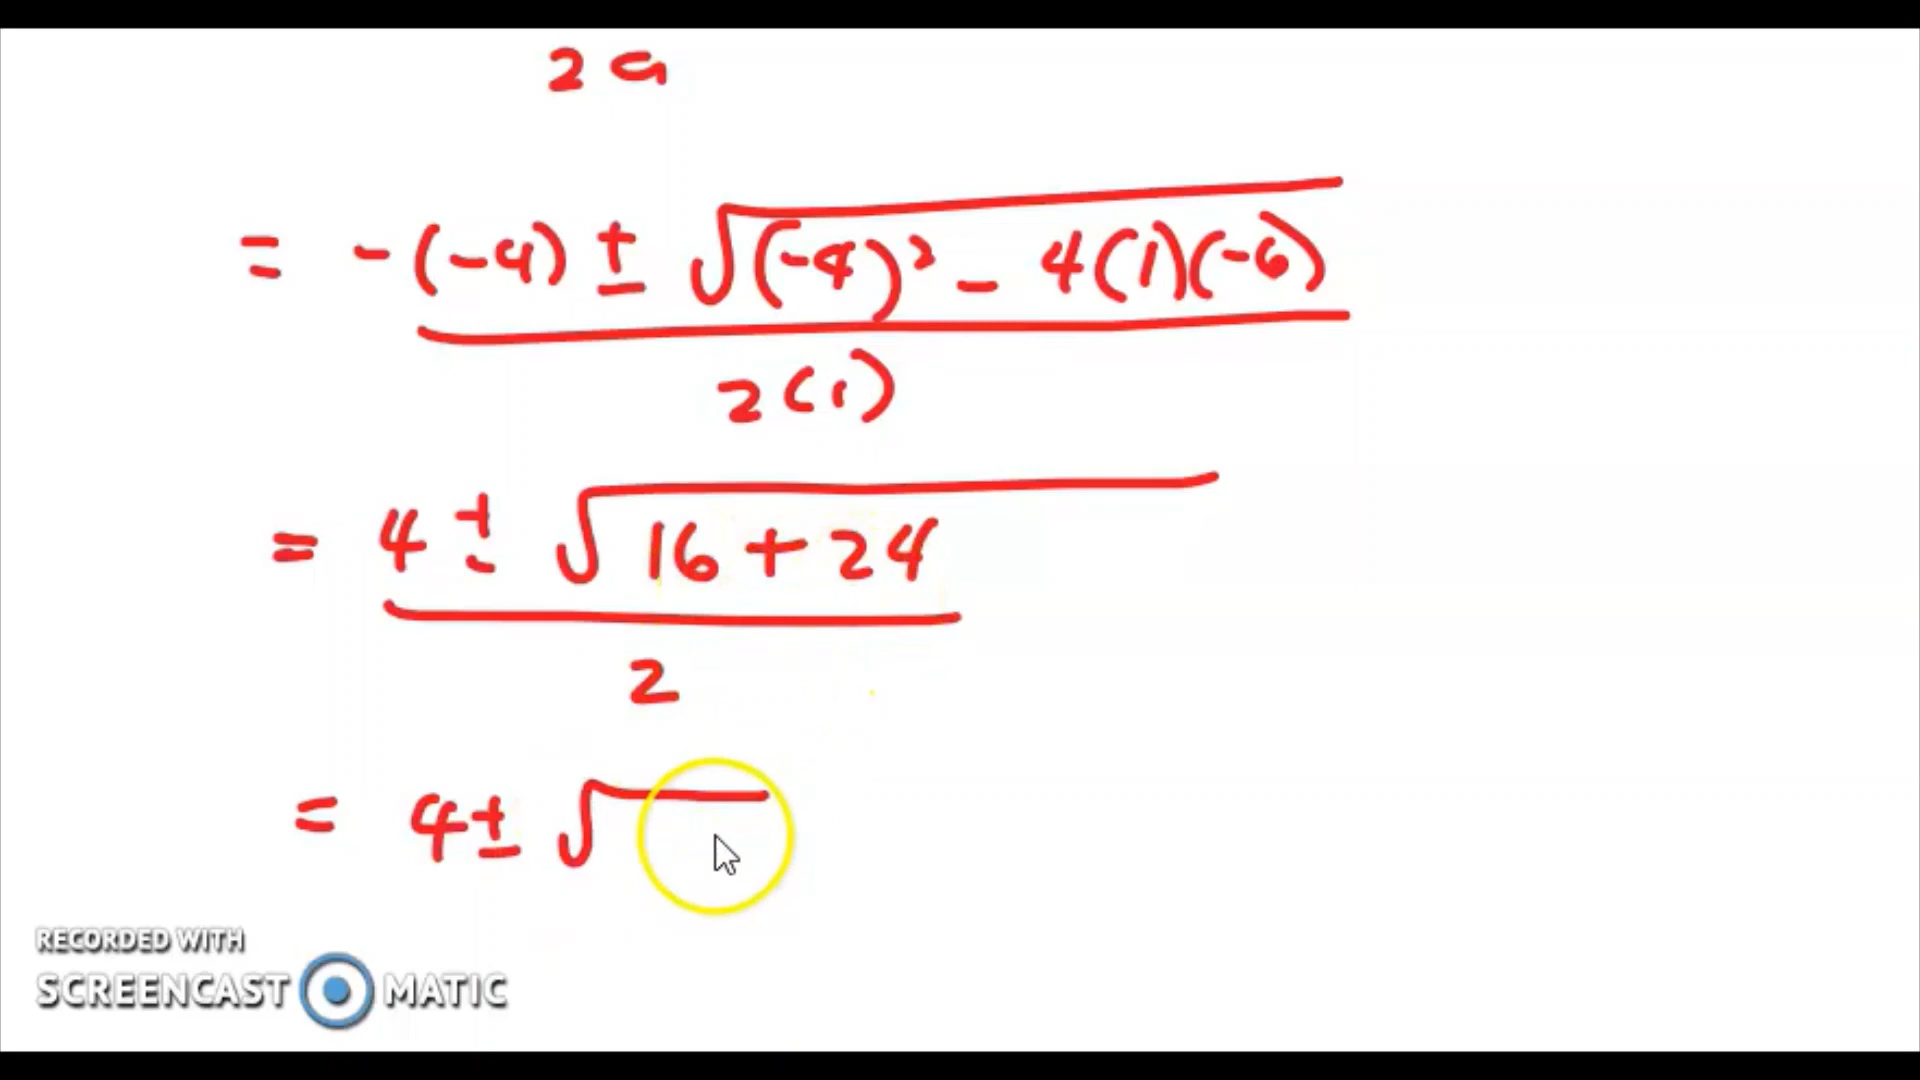 2a
= -(-4) ± √(-4)² - 4(1)(-6)
2(1)
= 4 ± √16 + 24
2
= 4 ± √
RECORDED WITH
SCREENCAST MATIC